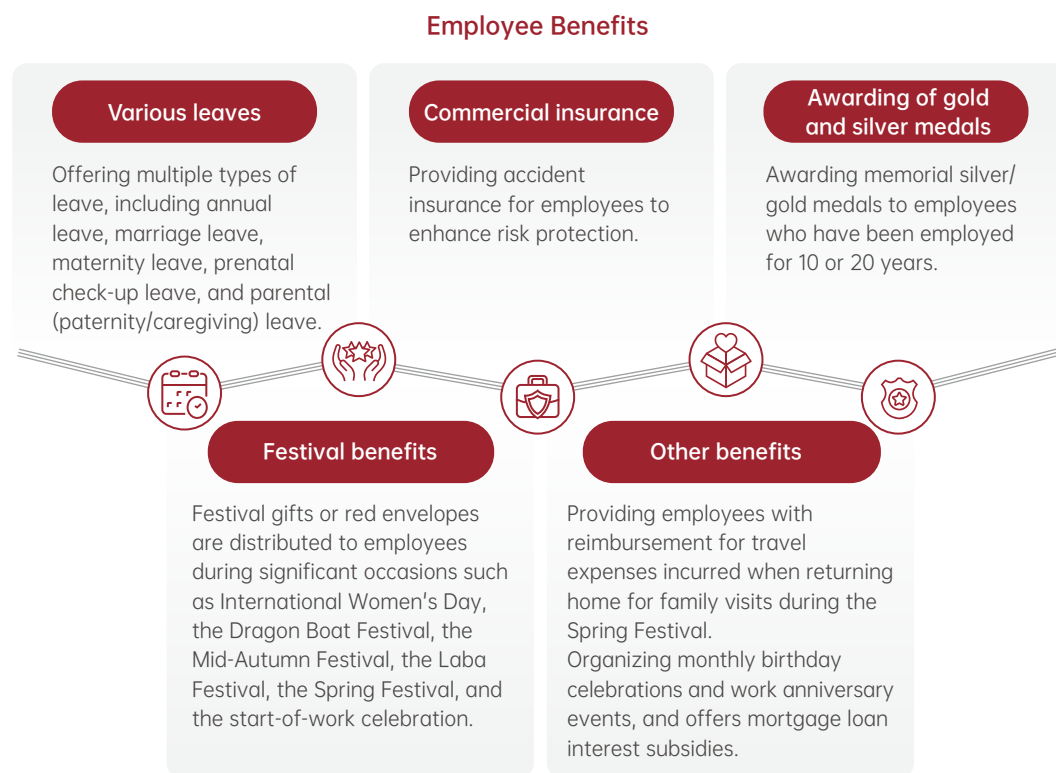 Employee Benefits
Various leaves
Offering multiple types of
leave, including annual
leave, marriage leave,
maternity leave, prenatal
check-up leave, and parental
(paternity/caregiving) leave.
Commercial insurance
Providing accident
insurance for employees to
enhance risk protection.
Awarding of gold
and silver medals
Awarding memorial silver/
gold medals to employees
who have been employed
for 10 or 20 years.
Festival benefits
Festival gifts or red envelopes
are distributed to employees
during significant occasions such
as International Women's Day,
the Dragon Boat Festival, the
Mid-Autumn Festival, the Laba
Festival, the Spring Festival, and
the start-of-work celebration.
Other benefits
Providing employees with
reimbursement for travel
expenses incurred when returning
home for family visits during the
Spring Festival.
Organizing monthly birthday
celebrations and work anniversary
events, and offers mortgage loan
interest subsidies.